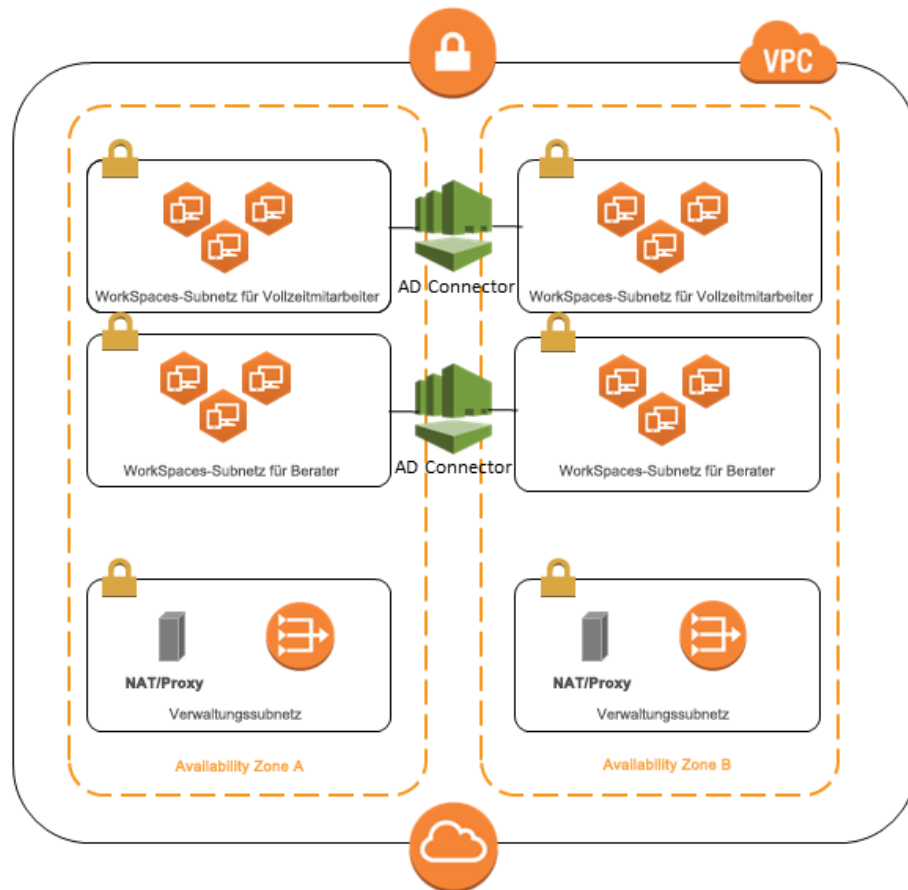 VPC
WorkSpaces-Subnetz für Vollzeitmitarbeiter
AD Connector
WorkSpaces-Subnetz für Vollzeitmitarbeiter
WorkSpaces-Subnetz für Berater
AD Connector
WorkSpaces-Subnetz für Berater
NAT/Proxy
Verwaltungssubnetz
Availability Zone A
NAT/Proxy
Verwaltungssubnetz
Availability Zone B